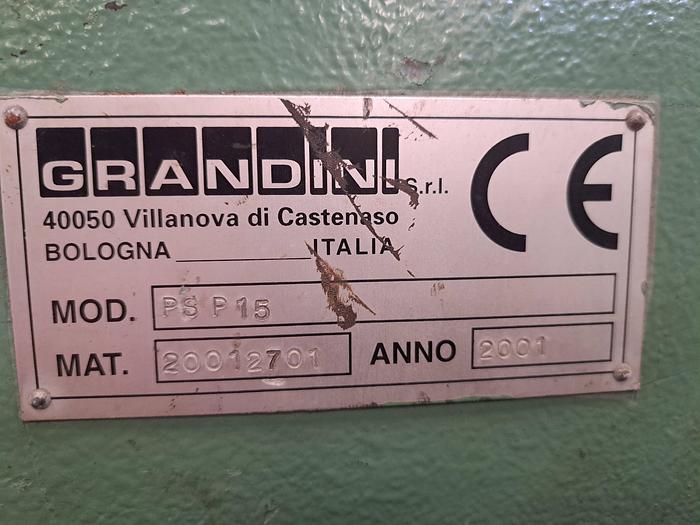 GRANDINI S.r.l.
40050 Villanova di Castenaso
BOLOGNA ITALIA
MOD. PS P15
MAT. 20012701 ANNO 2001
CE